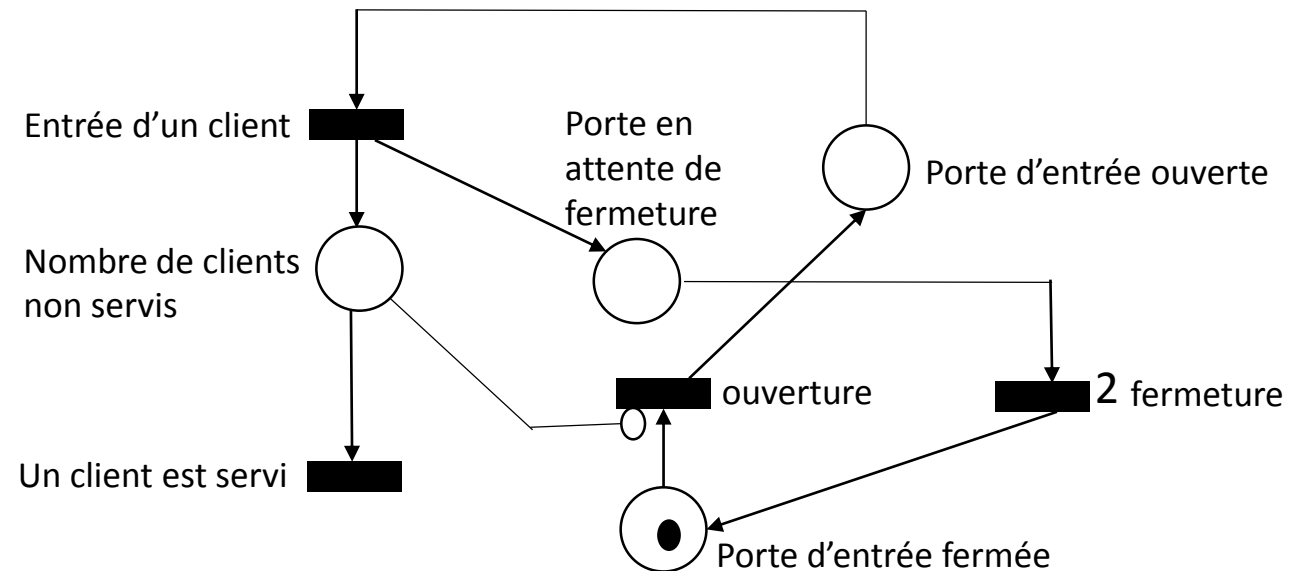 Entrée d’un client
Porte en
attente de
fermeture
Porte d’entrée ouverte
Nombre de clients
non servis
ouverture
2 fermeture
Un client est servi
Porte d’entrée fermée